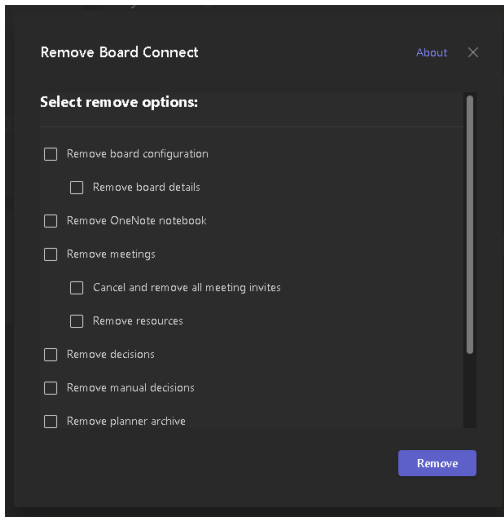 Remove Board Connect
About
Select remove options:
Remove board configuration
Remove board details
Remove OneNote notebook
Remove meetings
Cancel and remove all meeting invites
Remove resources
Remove decisions
Remove manual decisions
Remove planner archive
Remove